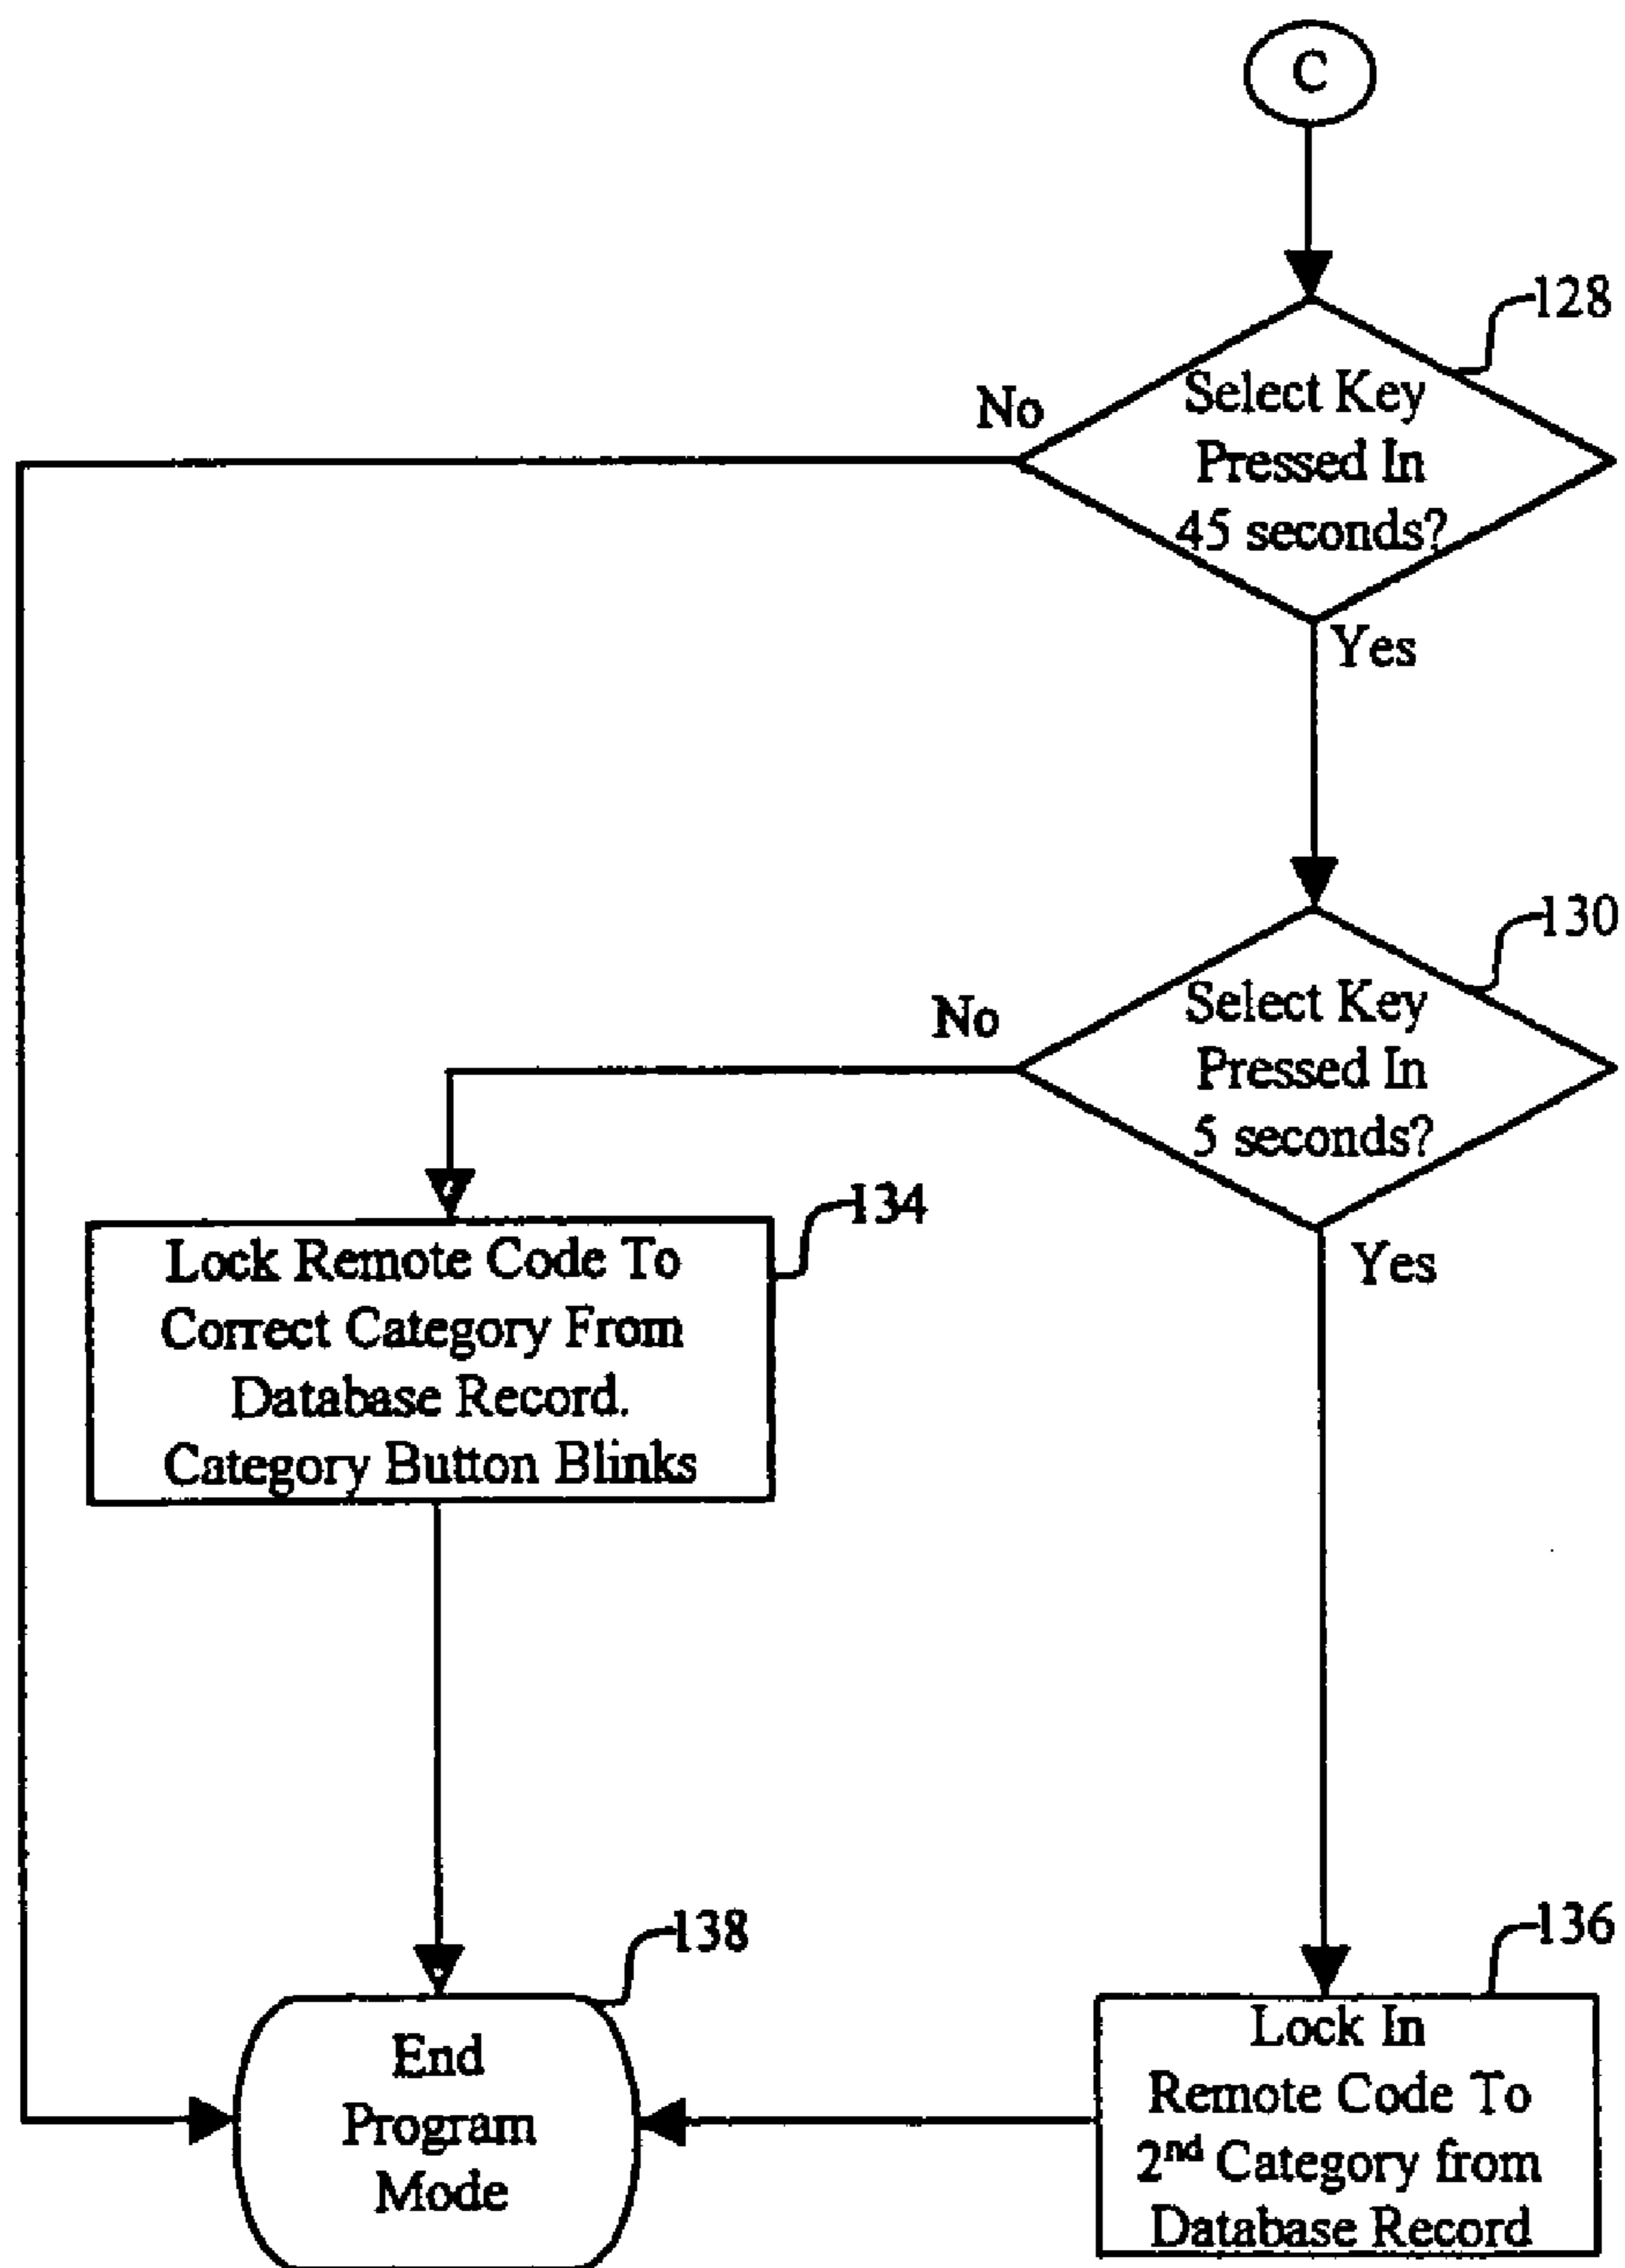 C
128
Select Key
Pressed In
45 seconds?
No
Yes
130
Select Key
Pressed In
5 seconds?
No
Yes
134
Lock Remote Code To
Correct Category From
Database Record.
Category Button Blinks
138
End
Program
Mode
136
Lock In
Remote Code To
2nd Category from
Database Record